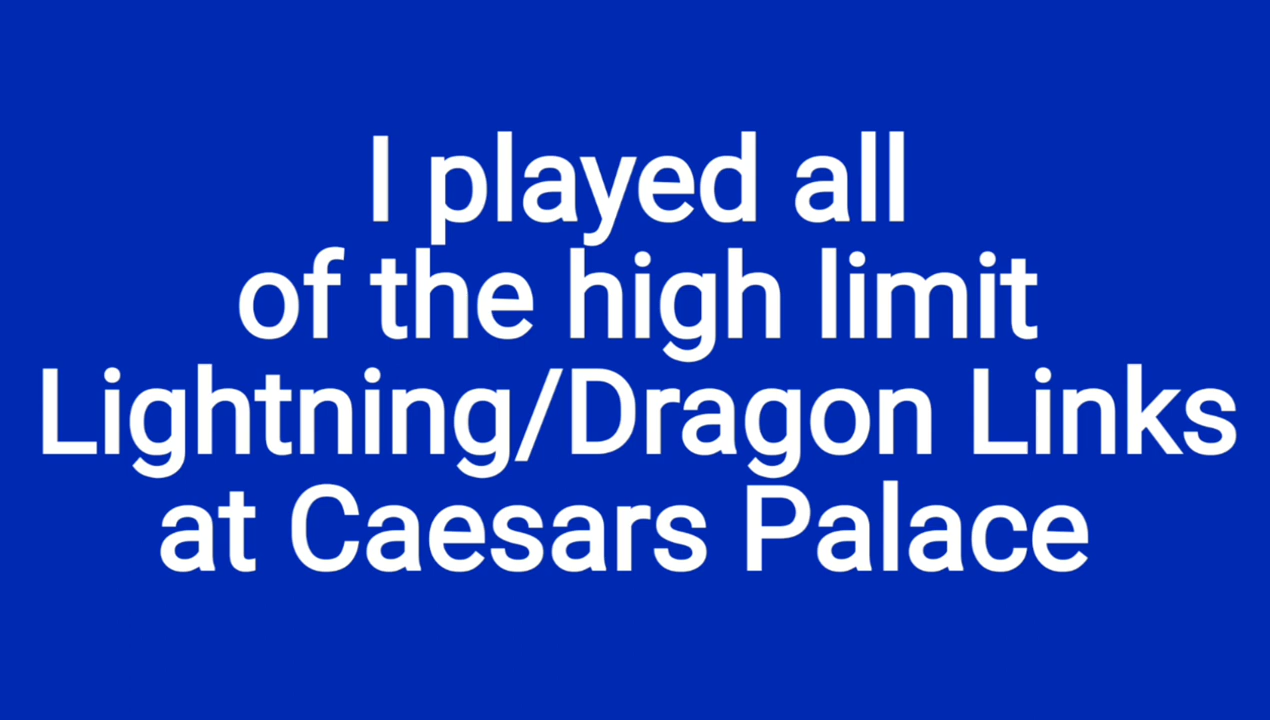 I played all
of the high limit
Lightning/Dragon Links
at Caesars Palace